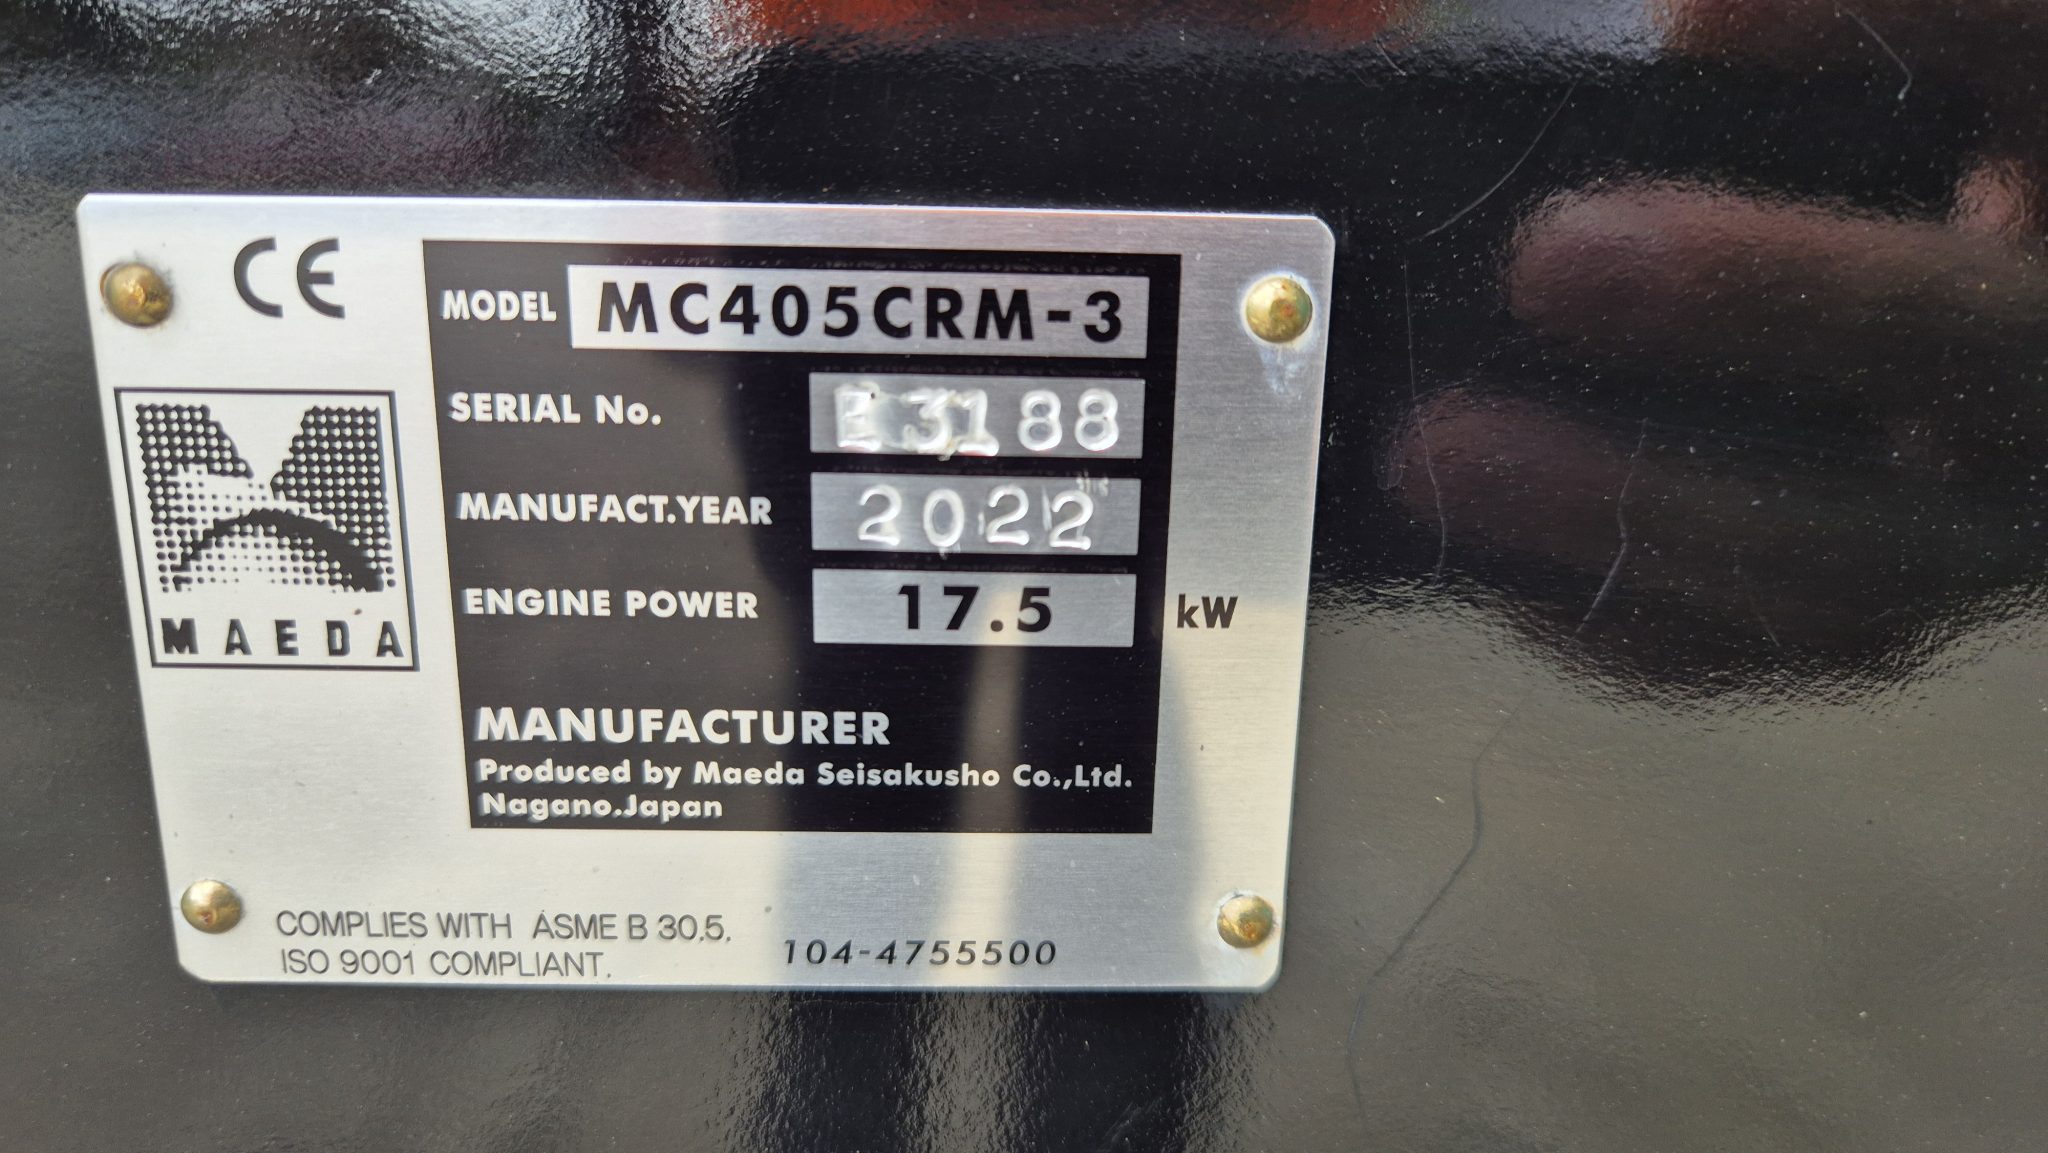 CE
MODEL MC405CRM-3
SERIAL No. E3188
MANUFACT.YEAR 2022
ENGINE POWER 17.5 kW
MAEDA
MANUFACTURER
Produced by Maeda Seisakusho Co.,Ltd.
Nagano.Japan
COMPLIES WITH ASME B 30.5.
ISO 9001 COMPLIANT.
104-4755500